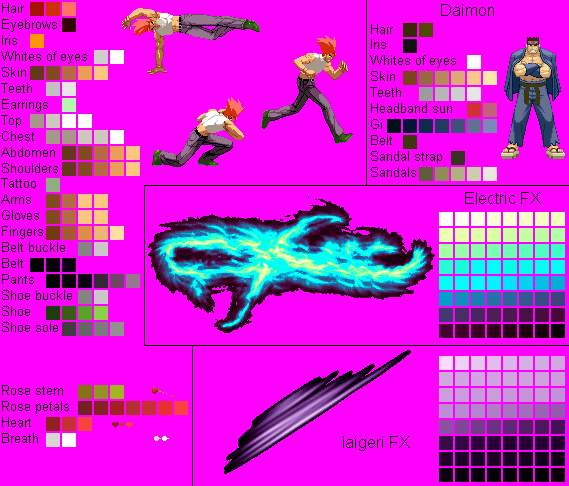 Hair
Eyebrows
Iris
Whites of eyes
Skin
Teeth
Earrings
Top
Chest
Abdomen
Shoulders
Tattoo
Arms
Gloves
Fingers
Belt buckle
Belt
Pants
Shoe buckle
Shoe
Shoe sole
Rose stem
Rose petals
Heart
Breath
Daimon
Hair
Iris
Whites of eyes
Skin
Teeth
Headband sun
Gi
Belt
Sandal strap
Sandals
Electric FX
Iaigeri FX